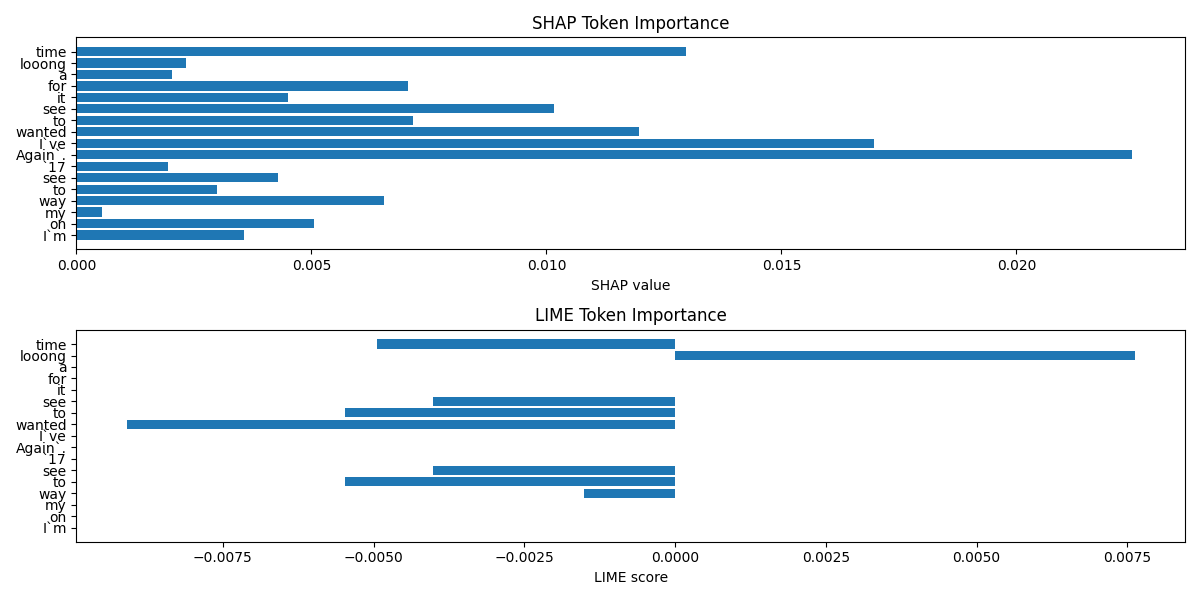 SHAP Token Importance
time
looong
a
for
it
see
to
wanted
I`ve
Again`.
`17
see
to
way
my
on
I`m
0.000
0.005
0.010
0.015
0.020
SHAP value
LIME Token Importance
time
looong
a
for
it
see
to
wanted
I`ve
Again`.
`17
see
to
way
my
on
I`m
−0.0075
−0.0050
−0.0025
0.0000
0.0025
0.0050
0.0075
LIME score